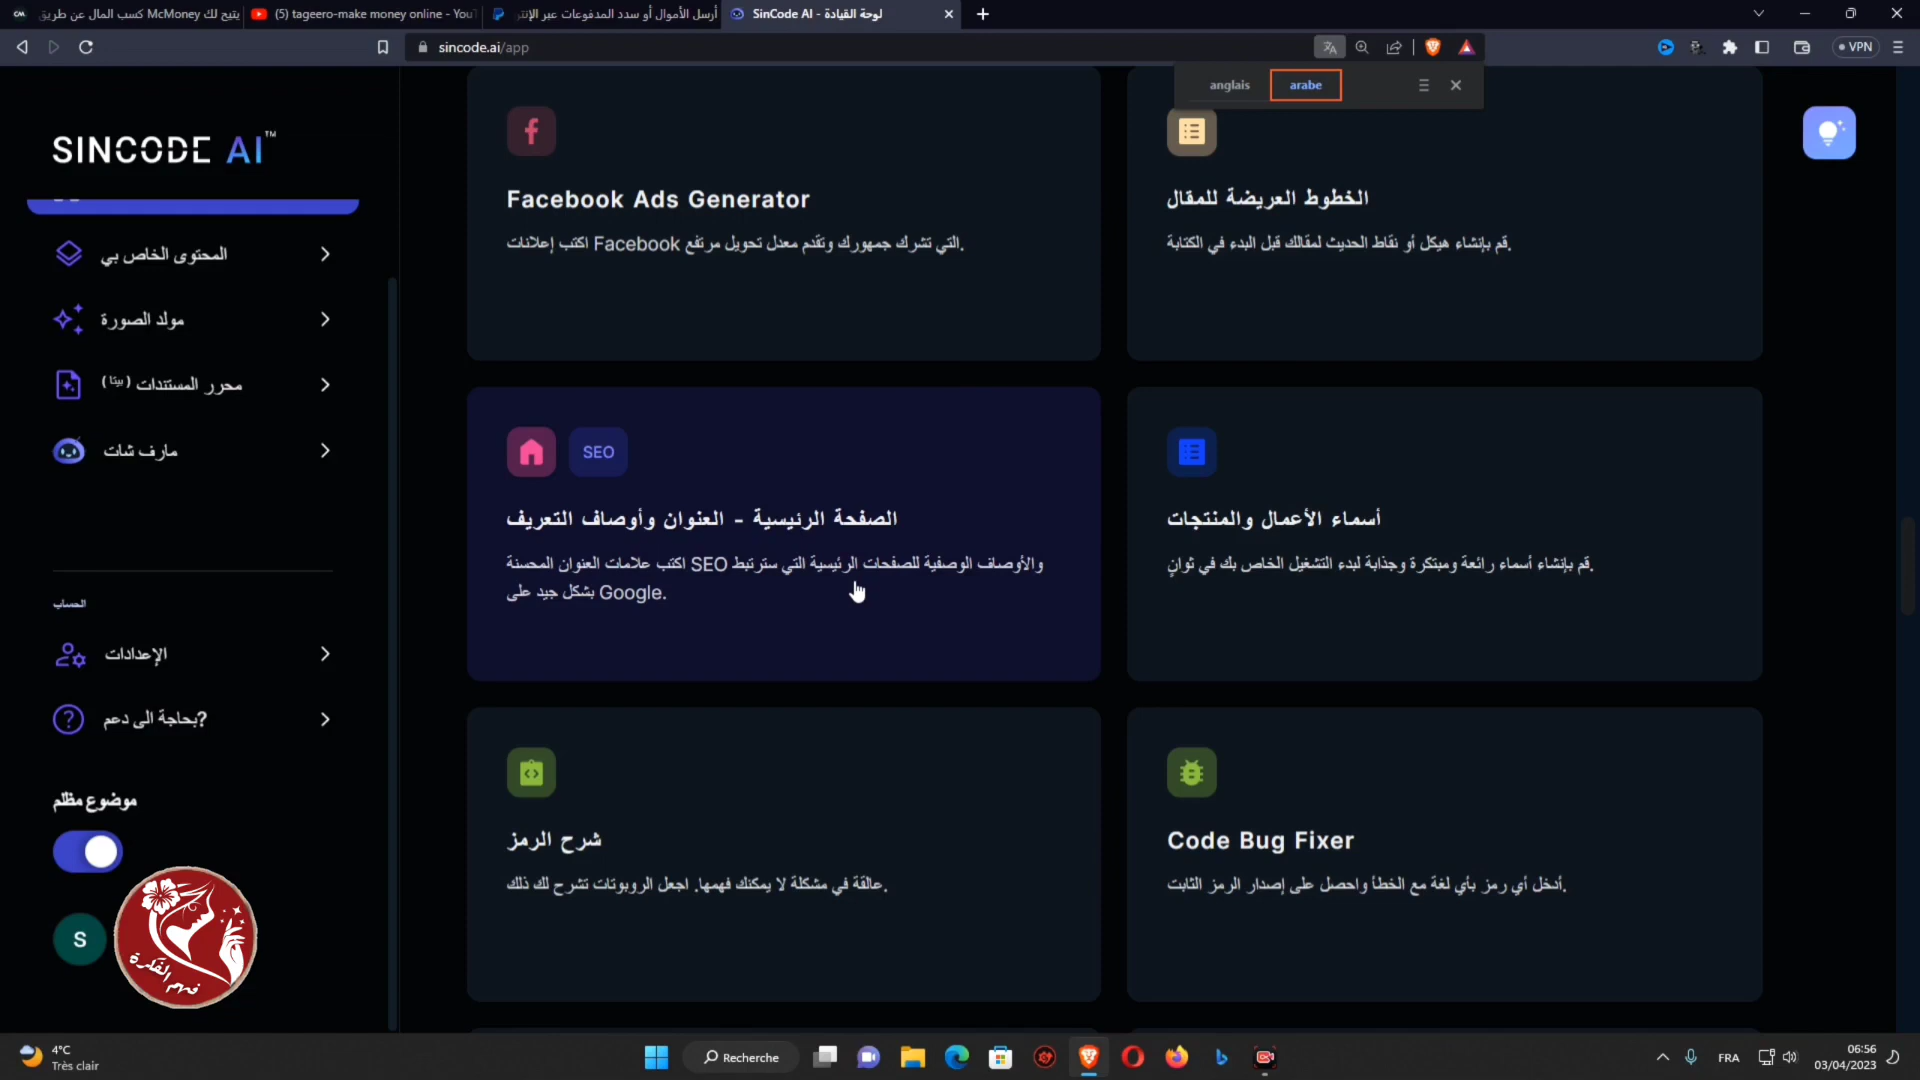 يتيح لك McMoney كسب المال عن طريق
(5) tageero-make money online - You
أرسل الأموال أو سدد المدفوعات عبر الإنتر
SinCode AI - لوحة القيادة
sincode.ai/app
VPN
anglais
arabe
SINCODE AI™
المحتوى الخاص بي
مولد الصورة
محرر المستندات (بيتا)
مارف شات
الحساب
الإعدادات
بحاجة الى دعم?
موضوع مظلم
S
فهم الفكرة
Facebook Ads Generator
اكتب إعلانات Facebook التي تشرك جمهورك وتقدم معدل تحويل مرتفع.
الخطوط العريضة للمقال
قم بإنشاء هيكل أو نقاط الحديث لمقالك قبل البدء في الكتابة.
SEO
الصفحة الرئيسية - العنوان وأوصاف التعريف
اكتب علامات العنوان المحسنة SEO والأوصاف الوصفية للصفحات الرئيسية التي سترتبط
بشكل جيد على Google.
أسماء الأعمال والمنتجات
قم بإنشاء أسماء رائعة ومبتكرة وجذابة لبدء التشغيل الخاص بك في ثوانٍ.
شرح الرمز
عالقة في مشكلة لا يمكنك فهمها. اجعل الروبوتات تشرح لك ذلك.
Code Bug Fixer
أدخل أي رمز بأي لغة مع الخطأ واحصل على إصدار الرمز الثابت.
4°C
Très clair
Recherche
FRA
06:56
03/04/2023